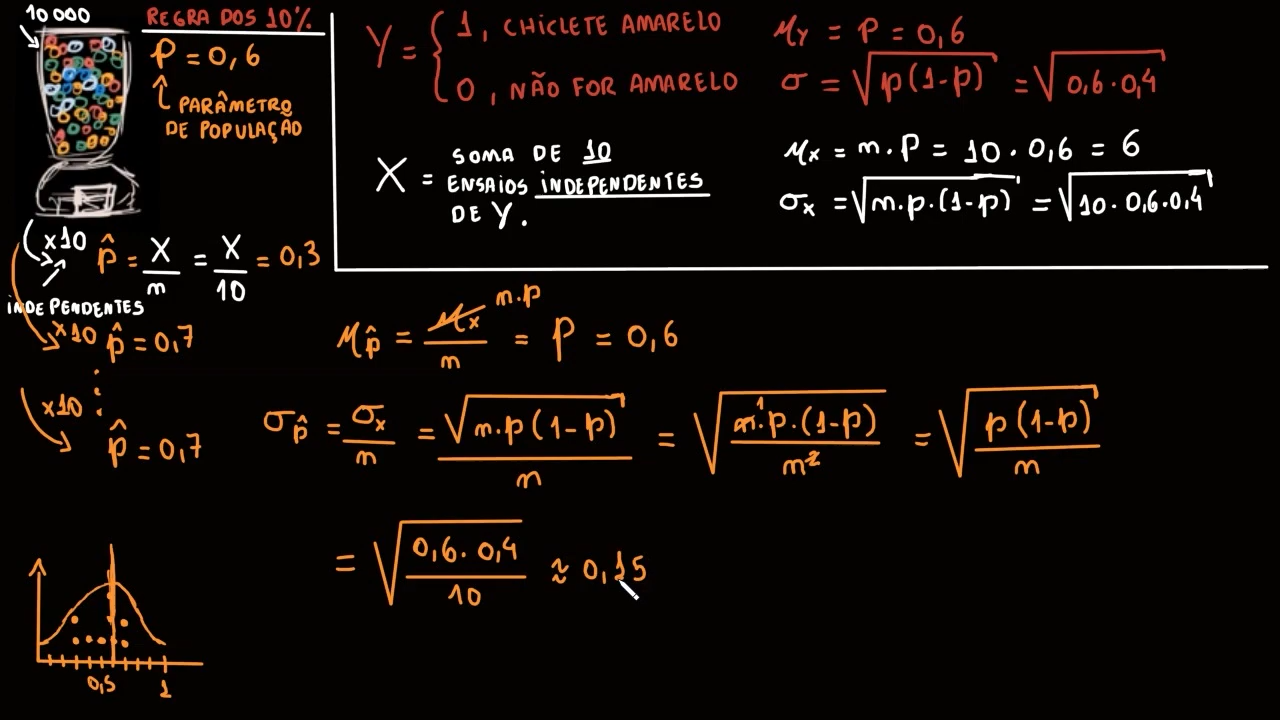 10 000
REGRA DOS 10%
P = 0,6
PARÂMETRO
DE POPULAÇÃO
Y = { 1, CHICLETE AMARELO
0, NÃO FOR AMARELO
μY = P = 0,6
σ = √(p(1-p)) = √(0,6.0,4)
X = SOMA DE 10
ENSAIOS INDEPENDENTES
DE Y.
μx = m.P = 10.0,6 = 6
σx = √(m.p.(1-p)) = √(10.0,6.0,4)
x10 p̂ = X/m = X/10 = 0,3
INDEPENDENTES
x10 p̂ = 0,7
x10
p̂ = 0,7
μp̂ = μx/m m.p = P = 0,6
σp̂ = σx/m = √(m.p(1-p))/m = √(m¹.p.(1-p)/m²) = √(p(1-p)/m)
= √(0,6.0,4/10) ≈ 0,15
0,5 1